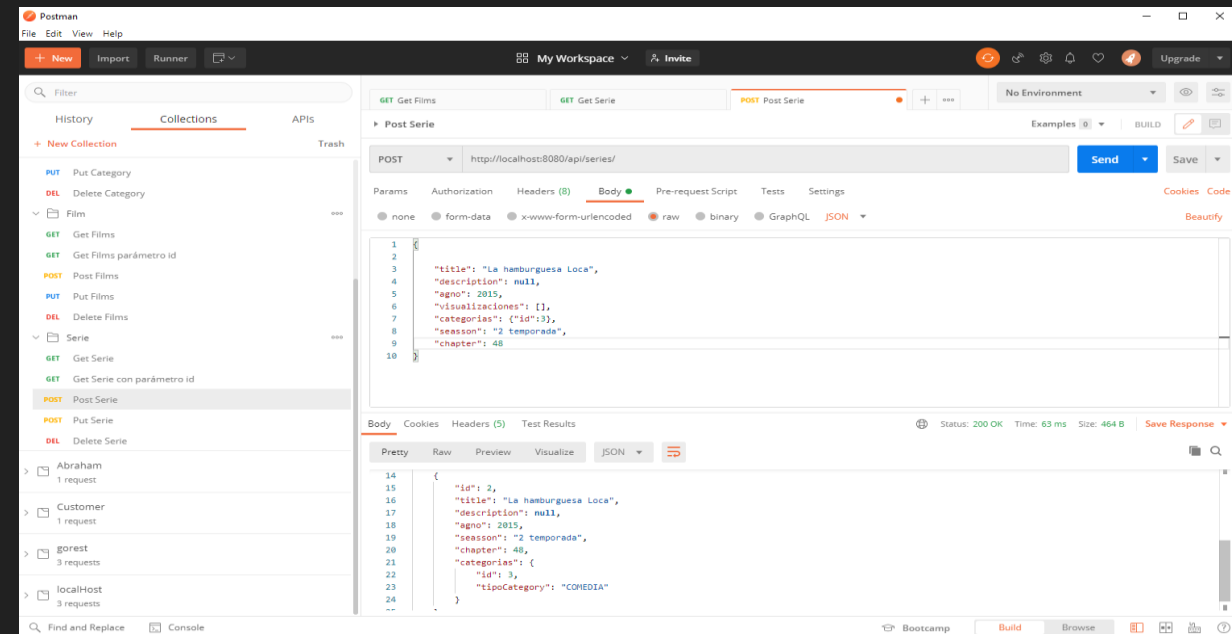 Postman
File Edit View Help
+ New Import Runner My Workspace Invite Upgrade
Filter
History Collections APIs
+ New Collection Trash
PUT Put Category
DEL Delete Category
Film
GET Get Films
GET Get Films parámetro id
POST Post Films
PUT Put Films
DEL Delete Films
Serie
GET Get Serie
GET Get Serie con parámetro id
POST Post Serie
POST Put Serie
DEL Delete Serie
Abraham
1 request
Customer
1 request
gorest
3 requests
localHost
3 requests
GET Get Films GET Get Serie POST Post Serie No Environment
Post Serie Examples 0 BUILD
POST http://localhost:8080/api/series/ Send Save
Params Authorization Headers (8) Body Pre-request Script Tests Settings Cookies Code
none form-data x-www-form-urlencoded raw binary GraphQL JSON Beautify
1 {
2
3 "title": "La hamburguesa Loca",
4 "description": null,
5 "agno": 2015,
6 "visualizaciones": [],
7 "categorias": {"id":3},
8 "seasson": "2 temporada",
9 "chapter": 48
10 }
Body Cookies Headers (5) Test Results Status: 200 OK Time: 63 ms Size: 464 B Save Response
Pretty Raw Preview Visualize JSON
14 {
15 "id": 2,
16 "title": "La hamburguesa Loca",
17 "description": null,
18 "agno": 2015,
19 "seasson": "2 temporada",
20 "chapter": 48,
21 "categorias": {
22 "id": 3,
23 "tipoCategory": "COMEDIA"
24 }
Find and Replace Console Bootcamp Build Browse